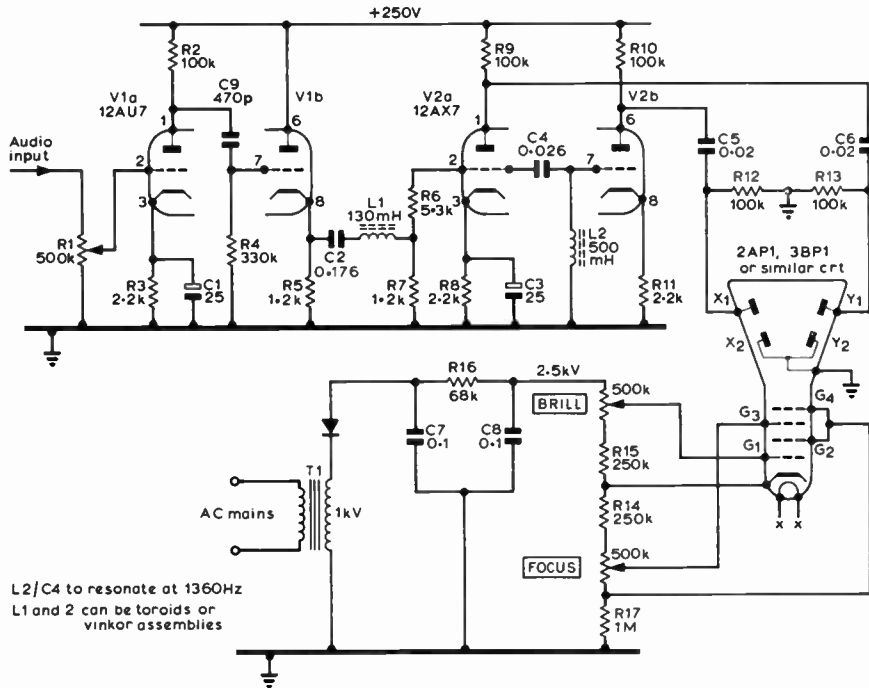 +250V
R2
100k
R9
100k
R10
100k
C9
470p
V1a
12AU7
V1b
V2a
12AX7
V2b
1
6
1
6
Audio
input
2
7
2
7
3
8
3
8
C4
0·026
C5
0·02
C6
0·02
R12
100k
R13
100k
R1
500k
R3
2·2k
C1
25
R4
330k
R5
1·2k
C2
0·176
L1
130mH
R6
5·3k
R7
1·2k
R8
2·2k
C3
25
L2
500
mH
R11
2·2k
2AP1, 3BP1
or similar crt
X1
Y1
X2
Y2
G4
G3
G1
G2
x x
R16
68k
2·5kV
500k
BRILL
C7
0·1
C8
0·1
R15
250k
R14
250k
T1
AC mains
1kV
500k
FOCUS
R17
1M
L2/C4 to resonate at 1360Hz
L1 and 2 can be toroids or
vinkor assemblies